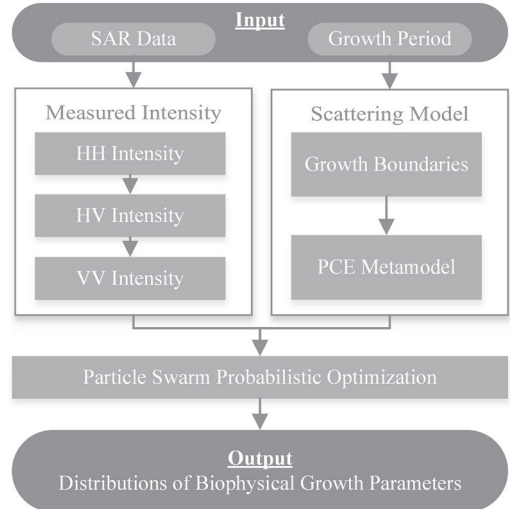 Input
SAR Data
Growth Period
Measured Intensity
HH Intensity
HV Intensity
VV Intensity
Scattering Model
Growth Boundaries
PCE Metamodel
Particle Swarm Probabilistic Optimization
Output
Distributions of Biophysical Growth Parameters